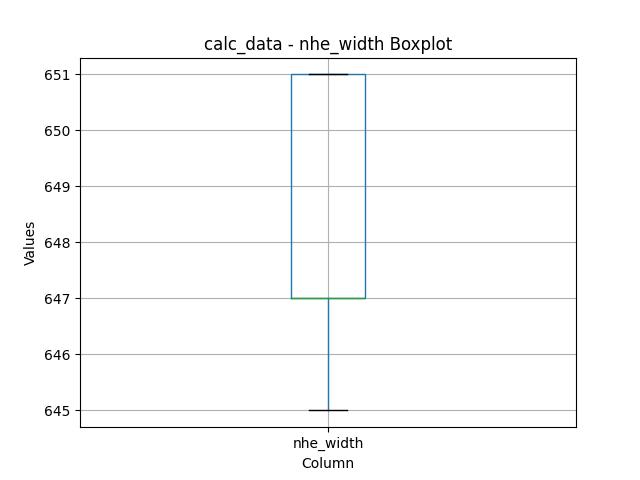 calc_data - nhe_width Boxplot
651
650
649
648
647
646
645
Values
nhe_width
Column